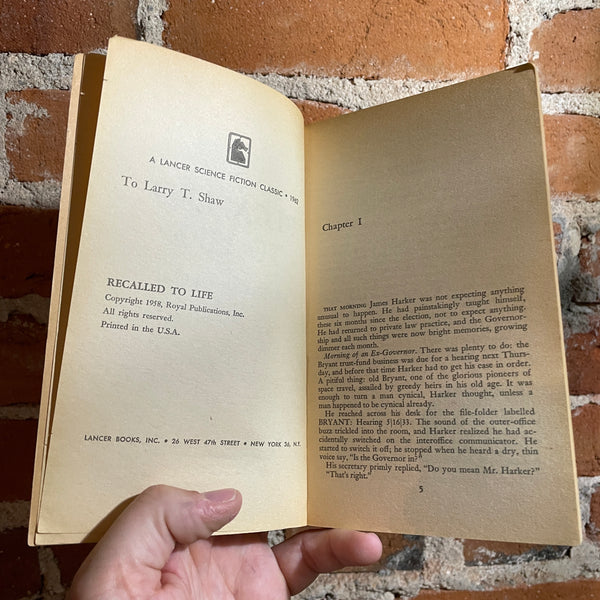 A LANCER SCIENCE FICTION CLASSIC • 1962
To Larry T. Shaw
RECALLED TO LIFE
Copyright 1958, Royal Publications, Inc.
All rights reserved.
Printed in the U.S.A.
LANCER BOOKS, INC. • 26 WEST 47th STREET • NEW YORK 36, N.Y.
Chapter I
THAT MORNING James Harker was not expecting anything
unusual to happen. He had painstakingly taught himself,
these six months since the election, not to expect anything.
He had returned to private law practice, and the Governor-
ship and all such things were now bright memories, growing
dimmer each month.
Morning of an Ex-Governor. There was plenty to do: the
Bryant trust-fund business was due for a hearing next Thurs-
day, and before that time Harker had to get his case in order.
A pitiful thing: old Bryant, one of the glorious pioneers of
space travel, assailed by greedy heirs in his old age. It was
enough to turn a man cynical, Harker thought, unless a
man happened to be cynical already.
He reached across his desk for the file-folder labelled
BRYANT: Hearing 5|16|33. The sound of the outer-office
buzz trickled into the room, and Harker realized he had ac-
cidentally switched on the interoffice communicator. He
started to switch it off; he stopped when he heard a dry, thin
voice say, "Is the Governor in?"
His secretary primly replied, "Do you mean Mr. Harker?"
"That's right."
5